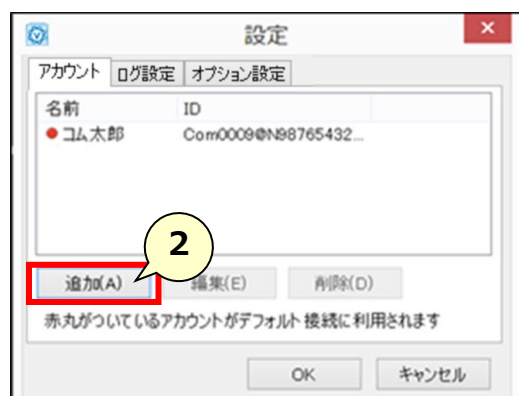 設定
アカウント ログ設定 オプション設定
名前 ID
コム太郎 Com0009@N98765432...
2
追加(A) 編集(E) 削除(D)
赤丸がついているアカウントがデフォルト接続に利用されます
OK キャンセル